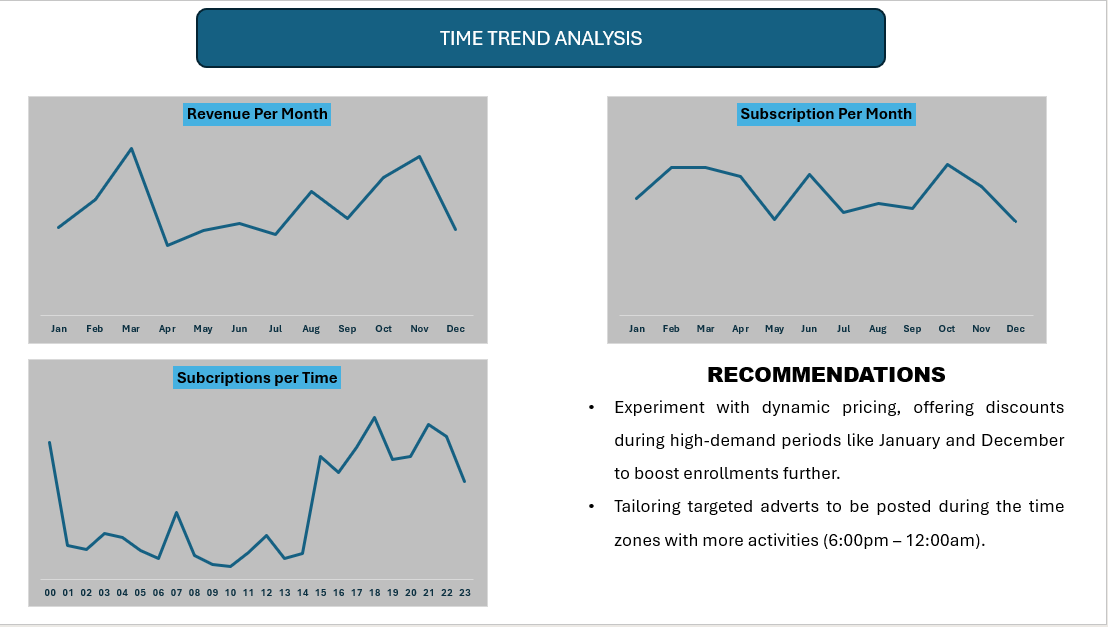 TIME TREND ANALYSIS
Revenue Per Month
Jan Feb Mar Apr May Jun Jul Aug Sep Oct Nov Dec
Subscription Per Month
Jan Feb Mar Apr May Jun Jul Aug Sep Oct Nov Dec
Subcriptions per Time
00 01 02 03 04 05 06 07 08 09 10 11 12 13 14 15 16 17 18 19 20 21 22 23
RECOMMENDATIONS
• Experiment with dynamic pricing, offering discounts
during high-demand periods like January and December
to boost enrollments further.
• Tailoring targeted adverts to be posted during the time
zones with more activities (6:00pm – 12:00am).